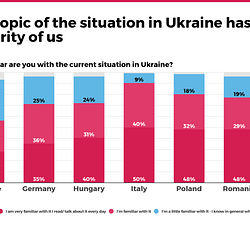 opic of the situation in Ukraine has
rity of us
ar are you with the current situation in Ukraine?
25% 24% 9% 18% 19%
36% 31% 40% 32% 29%
35% 40% 50% 48% 48%
Germany Hungary Italy Poland Romani
I am very familiar with it I read/ talk about it every day I'm familiar with it I'm a little familiar with it - I know in general wh